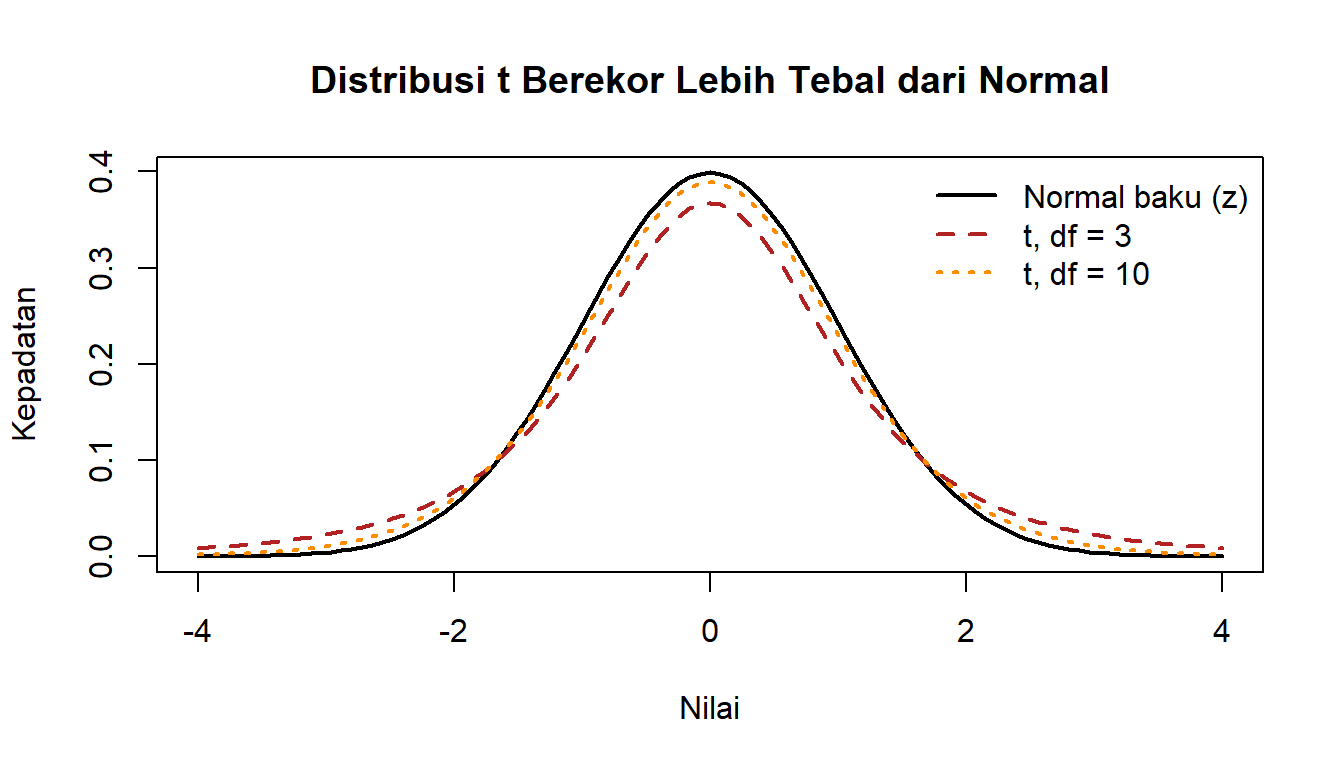 Distribusi t Berekor Lebih Tebal dari Normal
Kepadatan
0.4
0.3
0.2
0.1
0.0
Normal baku (z)
t, df = 3
t, df = 10
-4
-2
0
2
4
Nilai